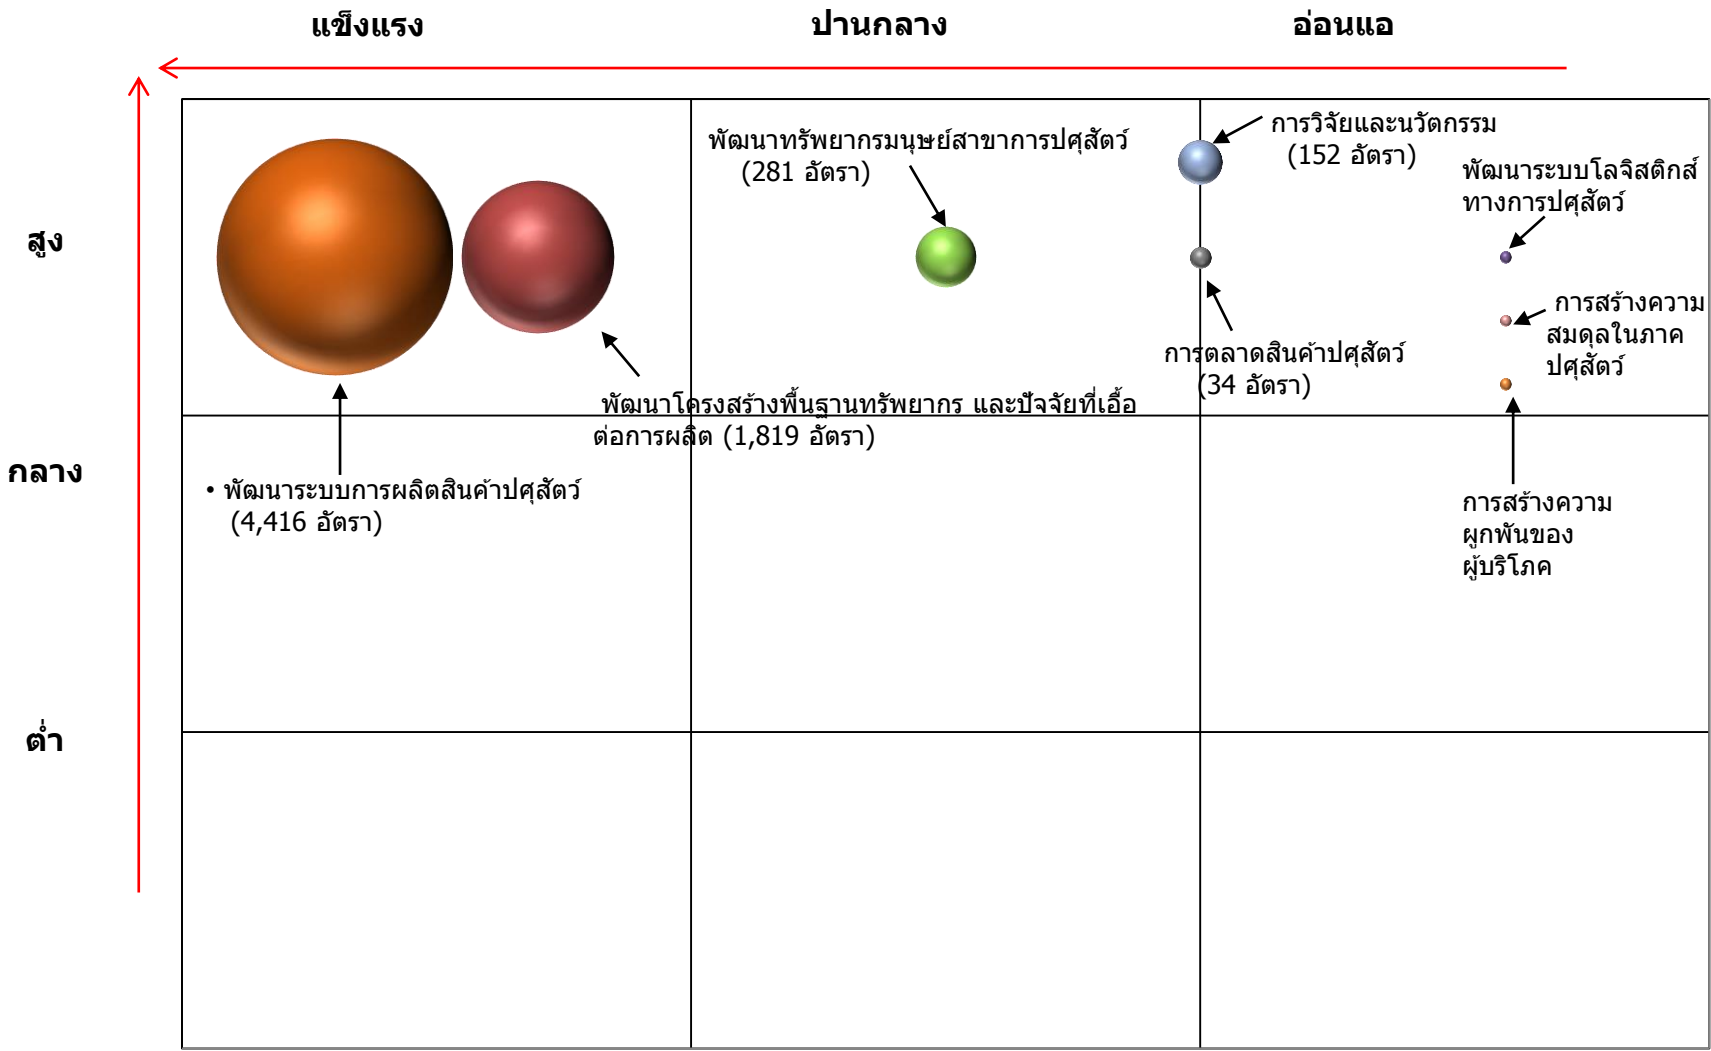 แข็งแรง
ปานกลาง
อ่อนแอ
สูง
กลาง
ต่ำ
พัฒนาทรัพยากรมนุษย์สาขาการปศุสัตว์
(281 อัตรา)
การวิจัยและนวัตกรรม
(152 อัตรา)
พัฒนาระบบโลจิสติกส์
ทางการปศุสัตว์
การสร้างความ
สมดุลในภาค
ปศุสัตว์
การตลาดสินค้าปศุสัตว์
(34 อัตรา)
พัฒนาโครงสร้างพื้นฐานทรัพยากร และปัจจัยที่เอื้อ
ต่อการผลิต (1,819 อัตรา)
• พัฒนาระบบการผลิตสินค้าปศุสัตว์
(4,416 อัตรา)
การสร้างความ
ผูกพันของ
ผู้บริโภค